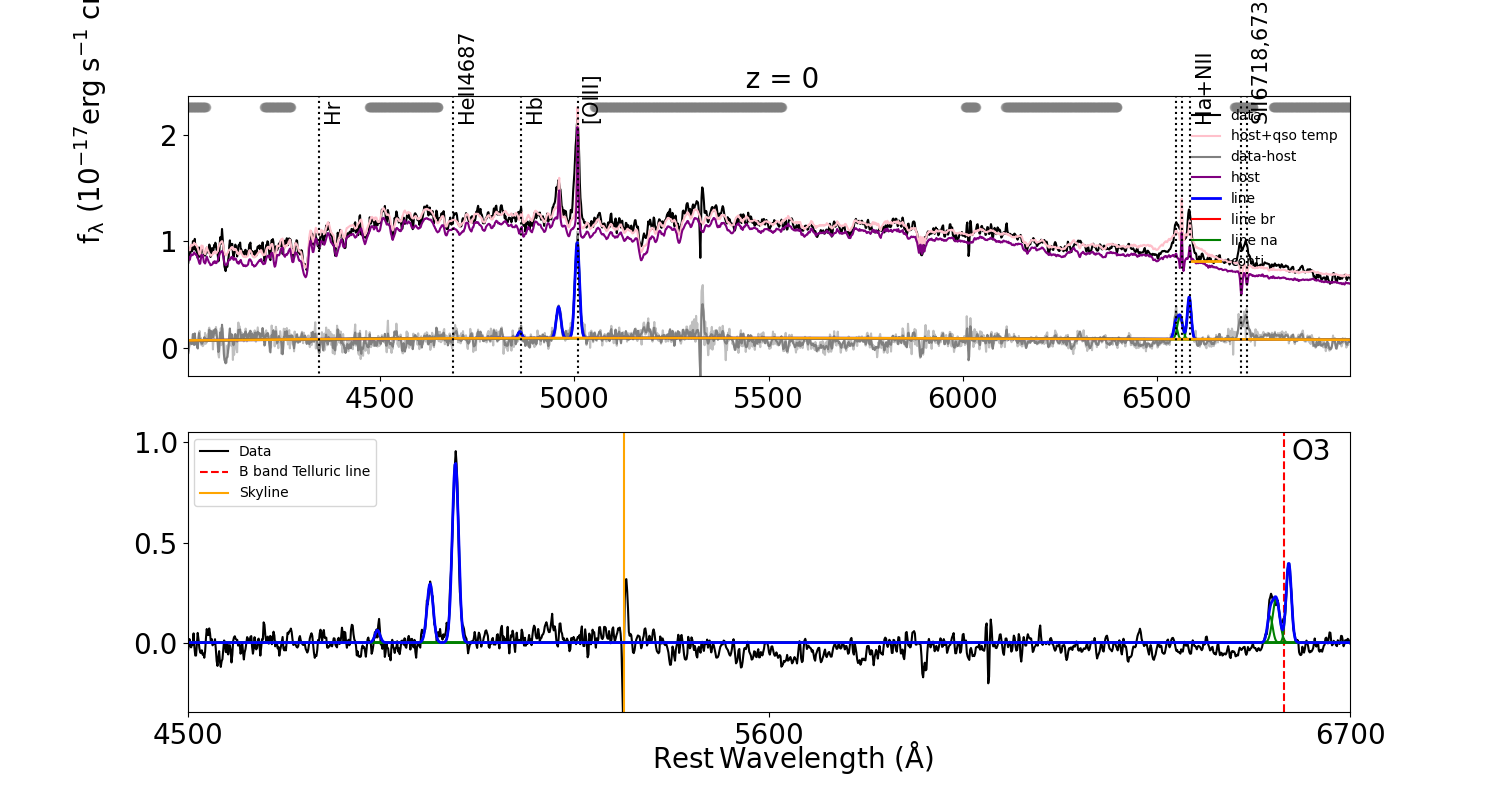 z = 0
f_λ (10^−17 erg s^−1 c
Hr
HeII4687
Hb
[OIII]
Ha+NII
SII6718,673
data
host+qso temp
data-host
host
line
line br
line na
conti
2
1
0
4500
5000
5500
6000
6500
Data
B band Telluric line
Skyline
O3
1.0
0.5
0.0
4500
5600
6700
Rest Wavelength (Å)